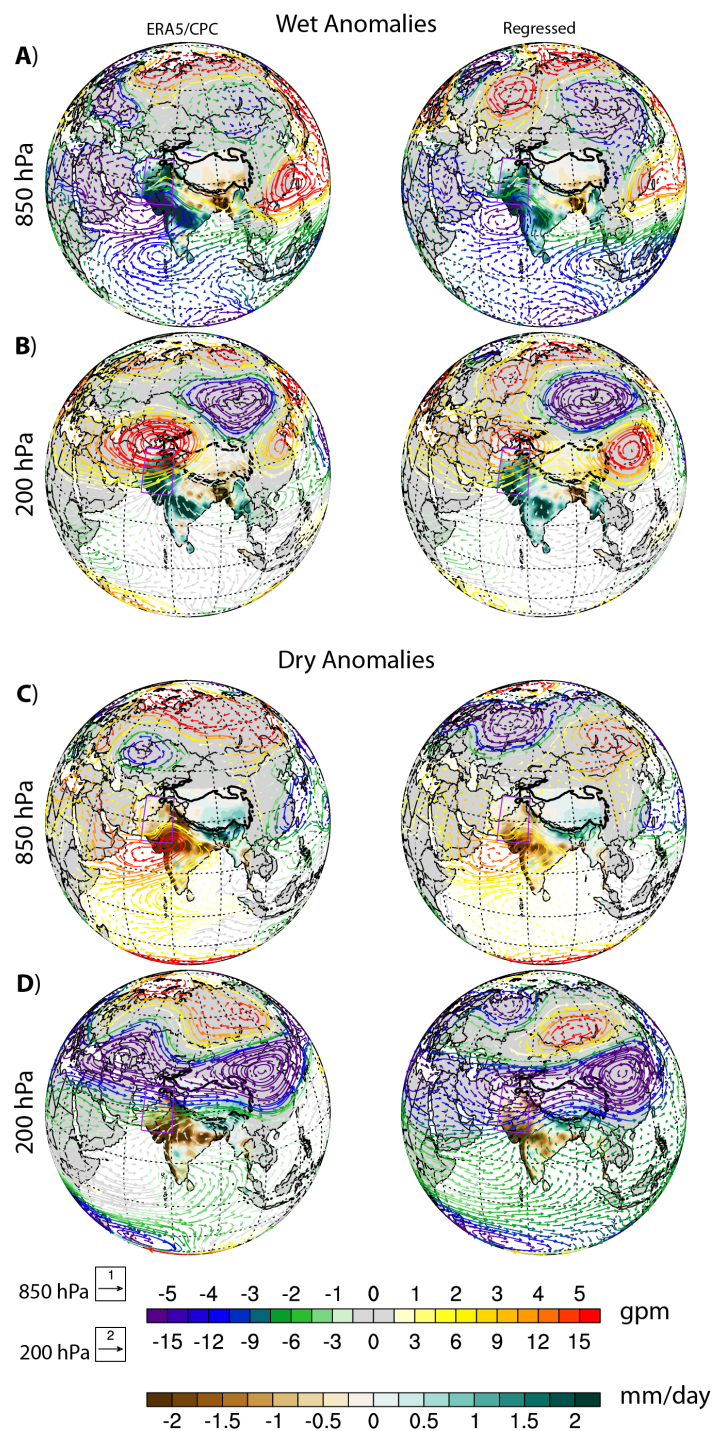 Wet Anomalies
ERA5/CPC Regressed
A)
850 hPa
B)
200 hPa
Dry Anomalies
C)
850 hPa
D)
200 hPa
850 hPa 1
-5 -4 -3 -2 -1 0 1 2 3 4 5
gpm
200 hPa 2
-15 -12 -9 -6 -3 0 3 6 9 12 15
mm/day
-2 -1.5 -1 -0.5 0 0.5 1 1.5 2